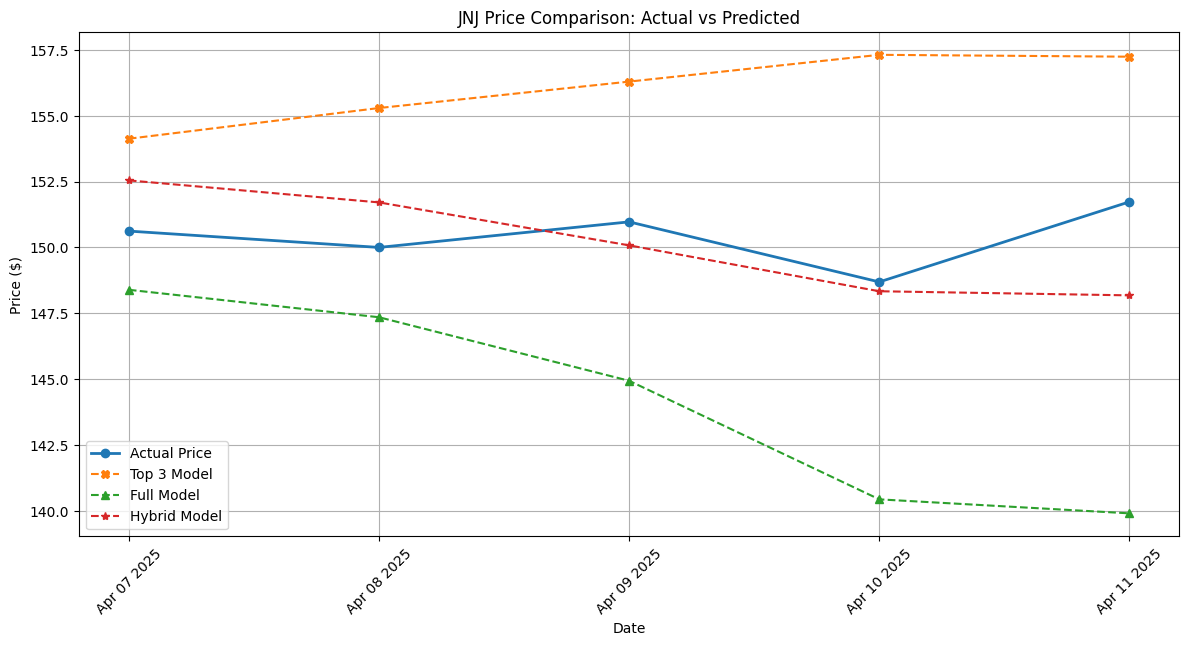 JNJ Price Comparison: Actual vs Predicted
Price ($)
157.5
155.0
152.5
150.0
147.5
145.0
142.5
140.0
Actual Price
Top 3 Model
Full Model
Hybrid Model
Apr 07 2025
Apr 08 2025
Apr 09 2025
Apr 10 2025
Apr 11 2025
Date